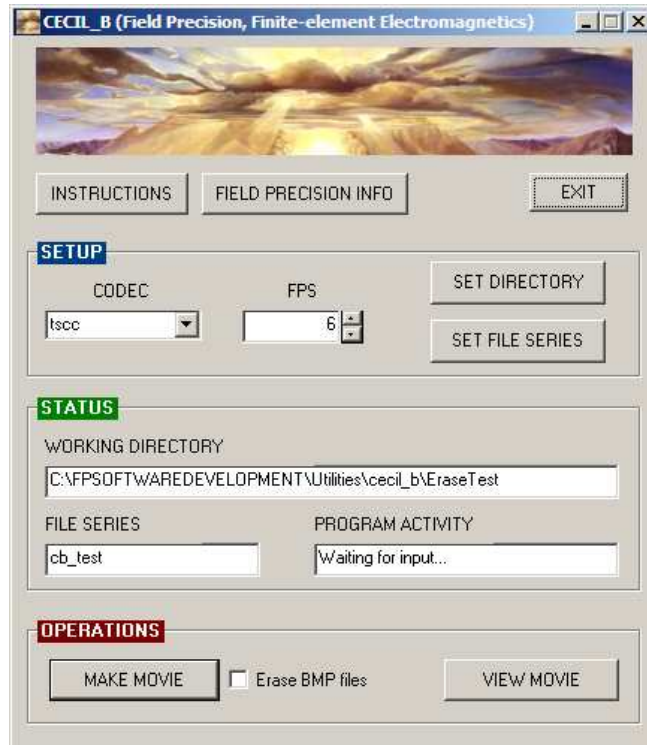 CECIL_B (Field Precision, Finite-element Electromagnetics)
INSTRUCTIONS
FIELD PRECISION INFO
EXIT
SETUP
CODEC
FPS
SET DIRECTORY
tscc
6
SET FILE SERIES
STATUS
WORKING DIRECTORY
C:\FPSOFTWAREDEVELOPMENT\Utilities\cecil_b\EraseTest
FILE SERIES
PROGRAM ACTIVITY
cb_test
Waiting for input...
OPERATIONS
MAKE MOVIE
Erase BMP files
VIEW MOVIE